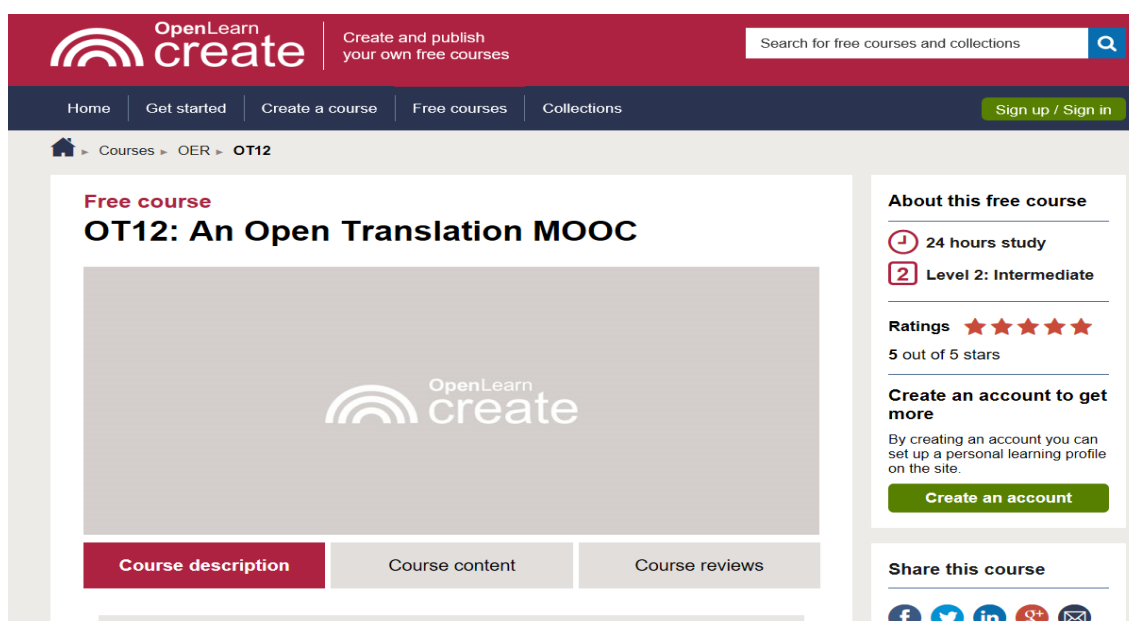 OpenLearn
create
Create and publish
your own free courses
Search for free courses and collections
Home
Get started
Create a course
Free courses
Collections
Sign up / Sign in
Courses ► OER ► OT12
Free course
OT12: An Open Translation MOOC
OpenLearn
create
Course description
Course content
Course reviews
About this free course
24 hours study
2
Level 2: Intermediate
Ratings
5 out of 5 stars
Create an account to get
more
By creating an account you can
set up a personal learning profile
on the site.
Create an account
Share this course